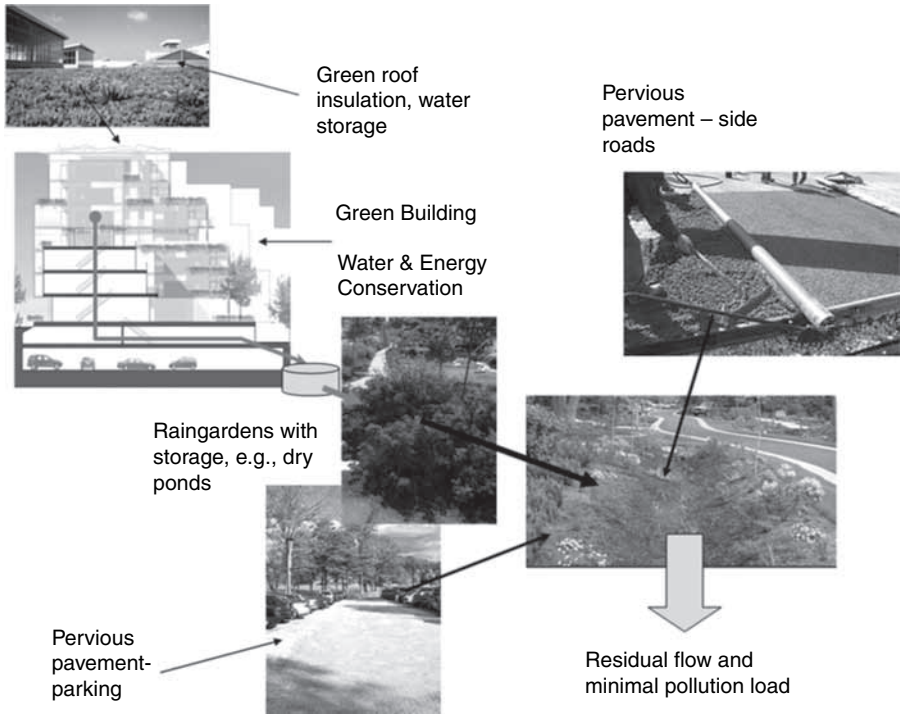 Green roof
insulation, water
storage
Pervious
pavement – side
roads
Green Building
Water & Energy
Conservation
Raingardens with
storage, e.g., dry
ponds
Pervious
pavement-
parking
Residual flow and
minimal pollution load